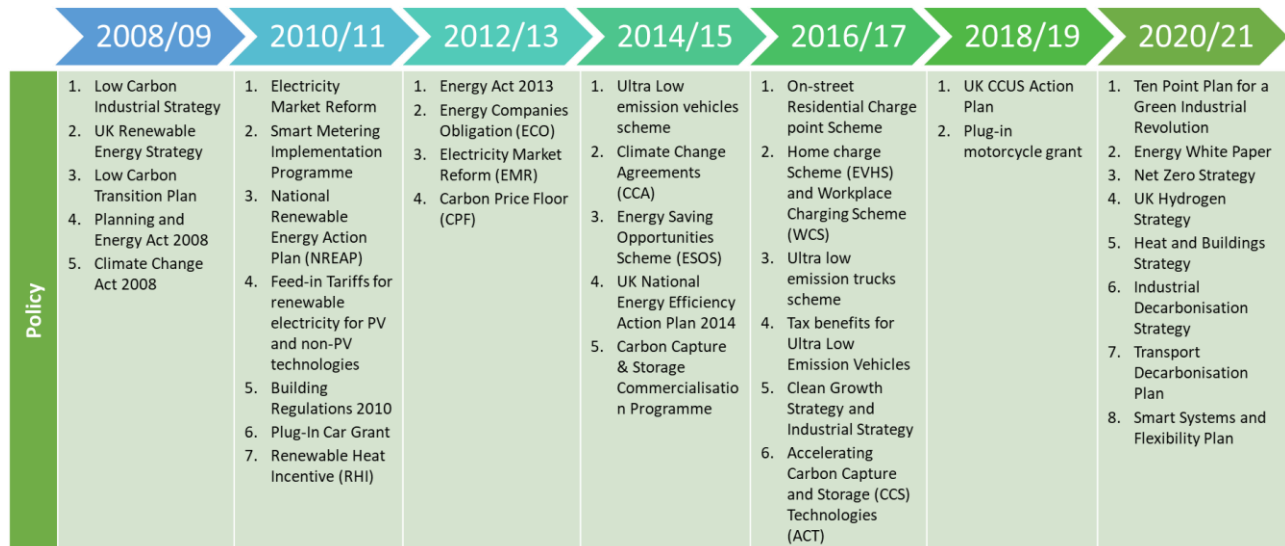 2008/09
2010/11
2012/13
2014/15
2016/17
2018/19
2020/21
Policy
1. Low Carbon
Industrial Strategy
2. UK Renewable
Energy Strategy
3. Low Carbon
Transition Plan
4. Planning and
Energy Act 2008
5. Climate Change
Act 2008
1. Electricity
Market Reform
2. Smart Metering
Implementation
Programme
3. National
Renewable
Energy Action
Plan (NREAP)
4. Feed-in Tariffs for
renewable
electricity for PV
and non-PV
technologies
5. Building
Regulations 2010
6. Plug-In Car Grant
7. Renewable Heat
Incentive (RHI)
1. Energy Act 2013
2. Energy Companies
Obligation (ECO)
3. Electricity Market
Reform (EMR)
4. Carbon Price Floor
(CPF)
1. Ultra Low
emission vehicles
scheme
2. Climate Change
Agreements
(CCA)
3. Energy Saving
Opportunities
Scheme (ESOS)
4. UK National
Energy Efficiency
Action Plan 2014
5. Carbon Capture
& Storage
Commercialisatio
n Programme
1. On-street
Residential Charge
point Scheme
2. Home charge
Scheme (EVHS)
and Workplace
Charging Scheme
(WCS)
3. Ultra low
emission trucks
scheme
4. Tax benefits for
Ultra Low
Emission Vehicles
5. Clean Growth
Strategy and
Industrial Strategy
6. Accelerating
Carbon Capture
and Storage (CCS)
Technologies
(ACT)
1. UK CCUS Action
Plan
2. Plug-in
motorcycle grant
1. Ten Point Plan for a
Green Industrial
Revolution
2. Energy White Paper
3. Net Zero Strategy
4. UK Hydrogen
Strategy
5. Heat and Buildings
Strategy
6. Industrial
Decarbonisation
Strategy
7. Transport
Decarbonisation
Plan
8. Smart Systems and
Flexibility Plan